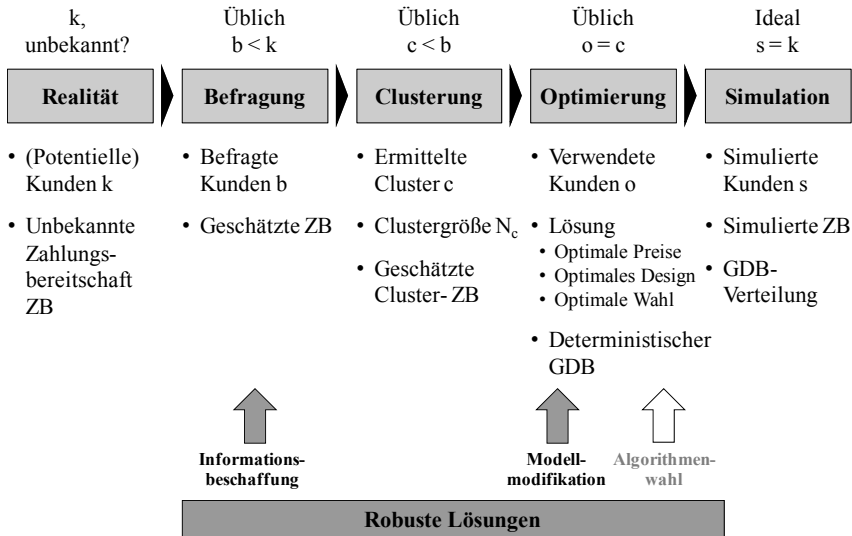 k,
unbekannt?
Üblich
b < k
Üblich
c < b
Üblich
o = c
Ideal
s = k
Realität
Befragung
Clusterung
Optimierung
Simulation
• (Potentielle)
Kunden k
• Unbekannte
Zahlungs-
bereitschaft
ZB
• Befragte
Kunden b
• Geschätzte ZB
• Ermittelte
Cluster c
• Clustergröße Nc
• Geschätzte
Cluster- ZB
• Verwendete
Kunden o
• Lösung
• Optimale Preise
• Optimales Design
• Optimale Wahl
• Deterministischer
GDB
• Simulierte
Kunden s
• Simulierte ZB
• GDB-
Verteilung
Informations-
beschaffung
Modell-
modifikation
Algorithmen-
wahl
Robuste Lösungen